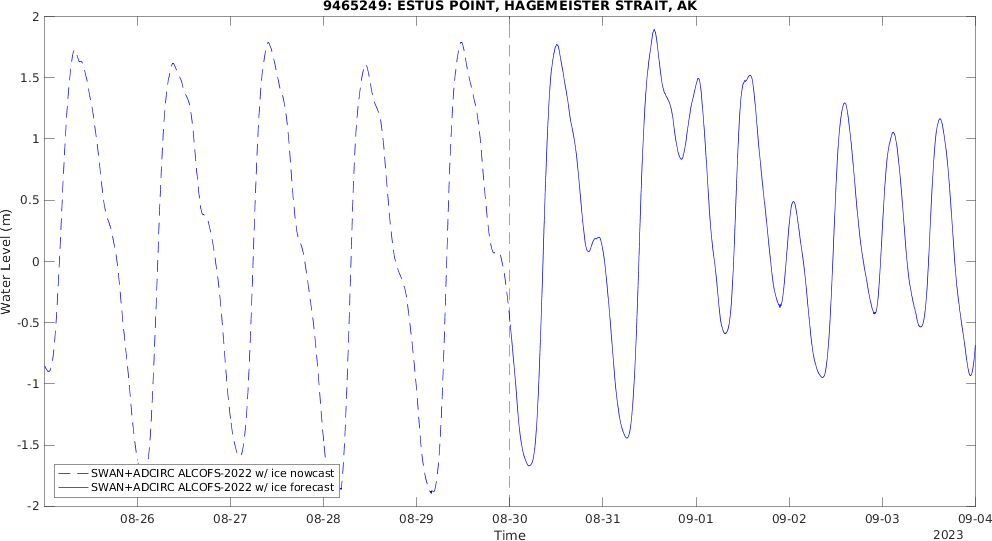 9465249: ESTUS POINT, HAGEMEISTER STRAIT, AK
2
1.5
1
0.5
0
-0.5
-1
-1.5
-2
Water Level (m)
SWAN+ADCIRC ALCOFS-2022 w/ ice nowcast
SWAN+ADCIRC ALCOFS-2022 w/ ice forecast
08-26 08-27 08-28 08-29 08-30 08-31 09-01 09-02 09-03 09-04
Time
2023